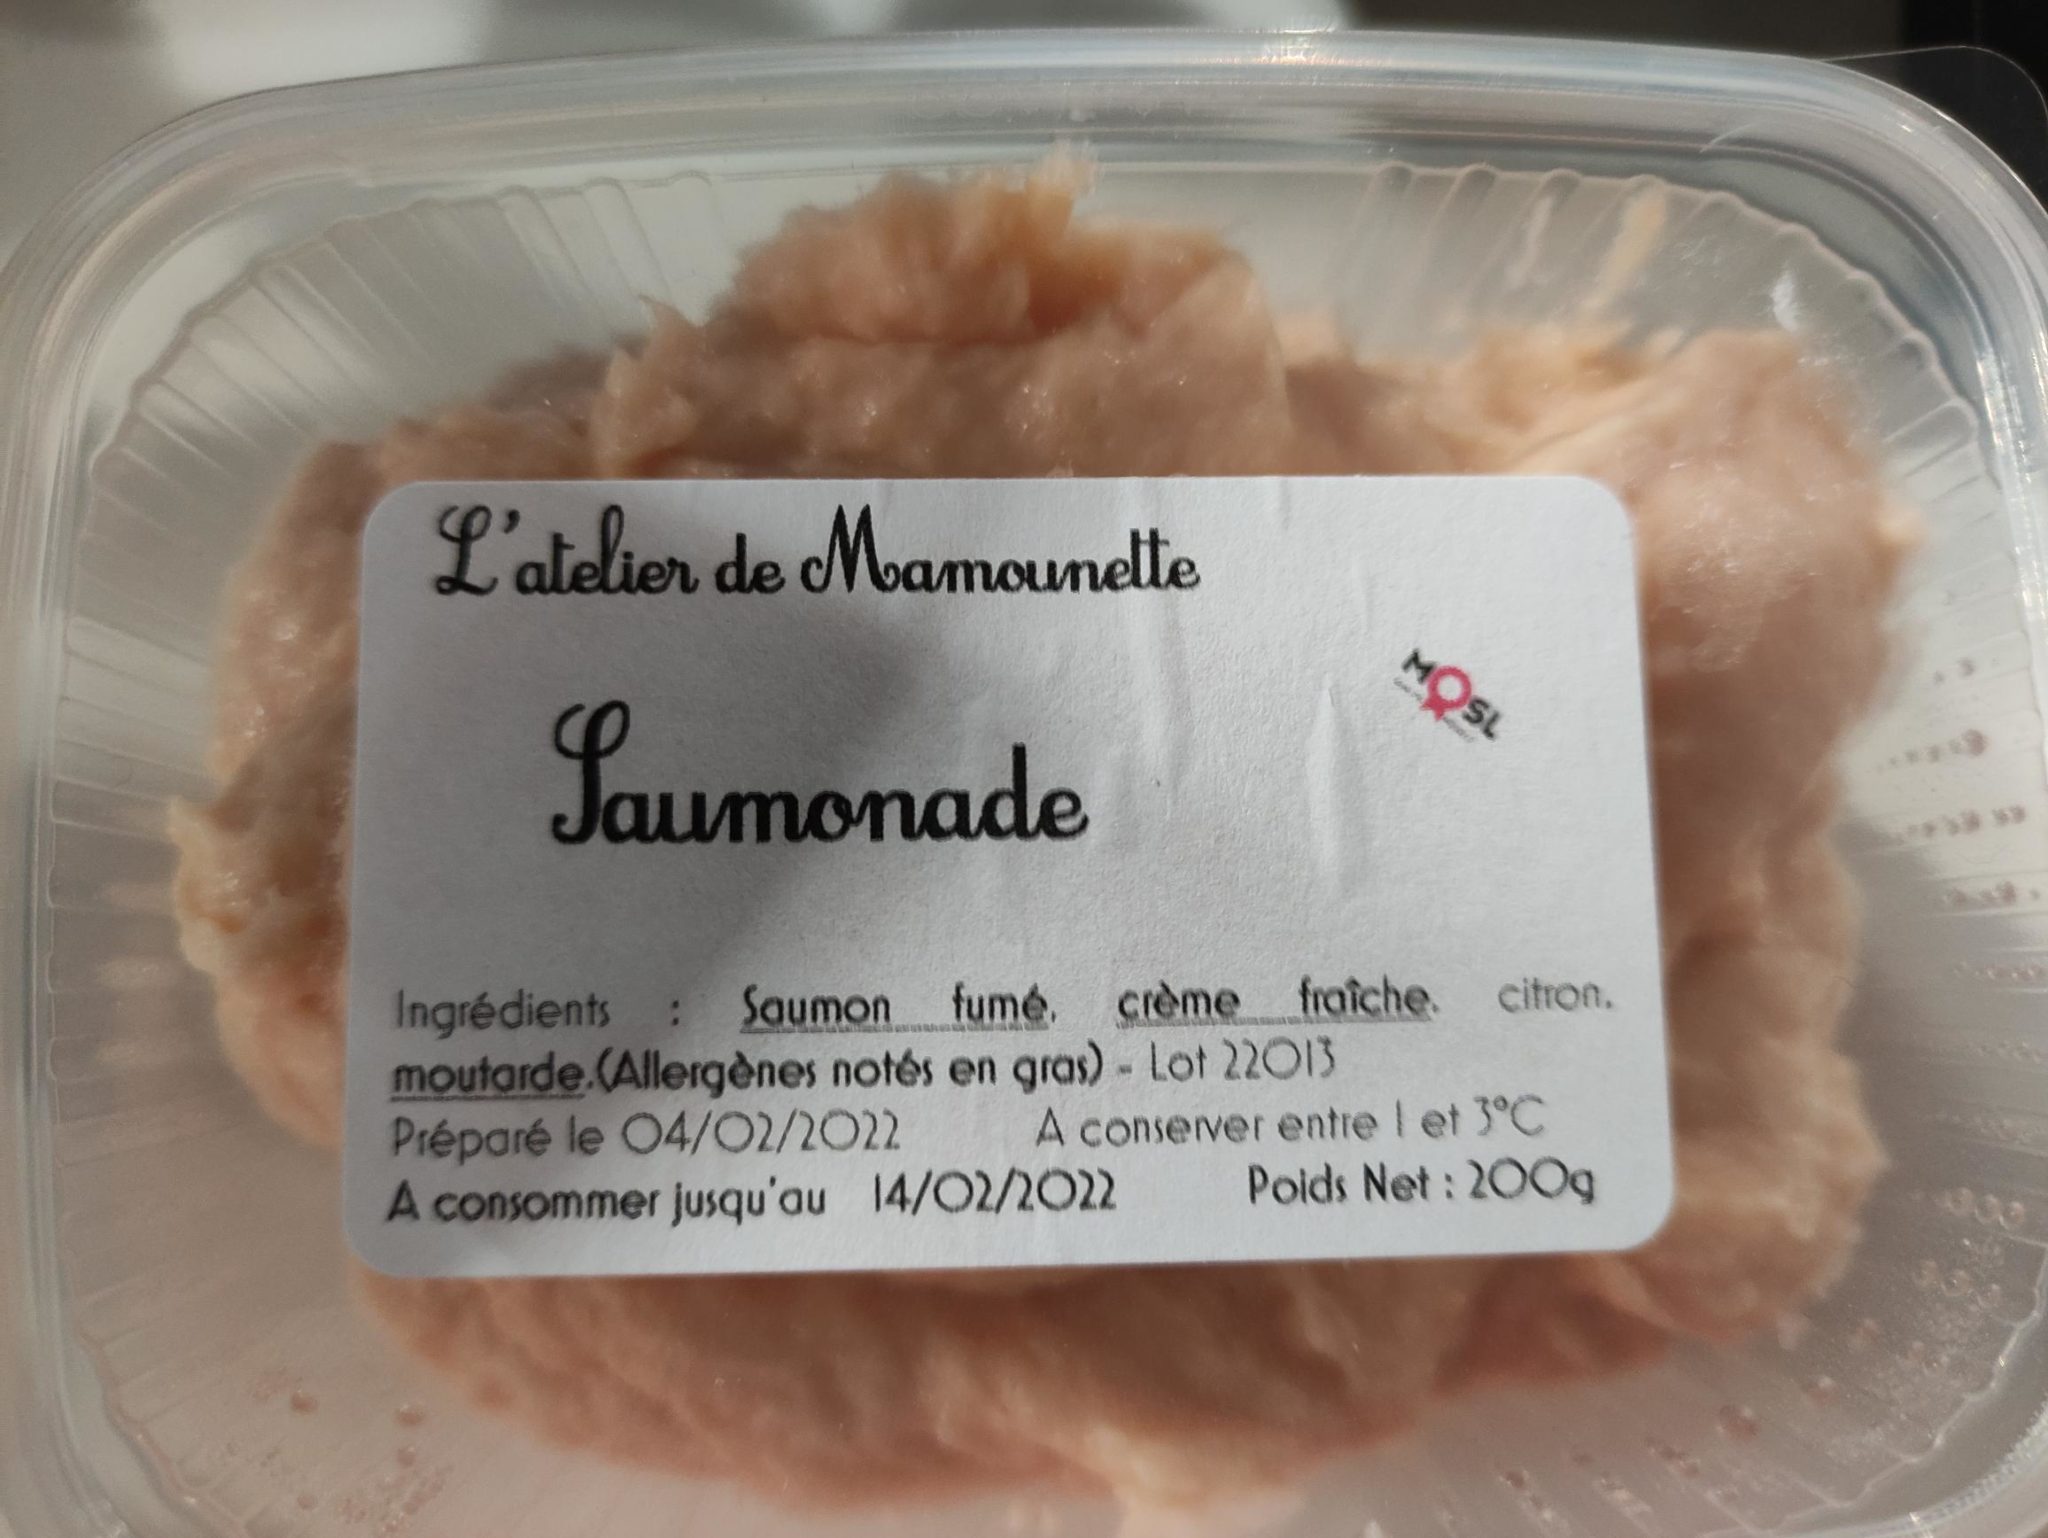 L'atelier de Mamounette
Saumonade
MOSL
Ingrédients : Saumon fumé, crème fraîche, citron,
moutarde.(Allergènes notés en gras) - Lot 22013
Préparé le 04/02/2022 A conserver entre 1 et 3°C
A consommer jusqu'au 14/02/2022 Poids Net : 200g